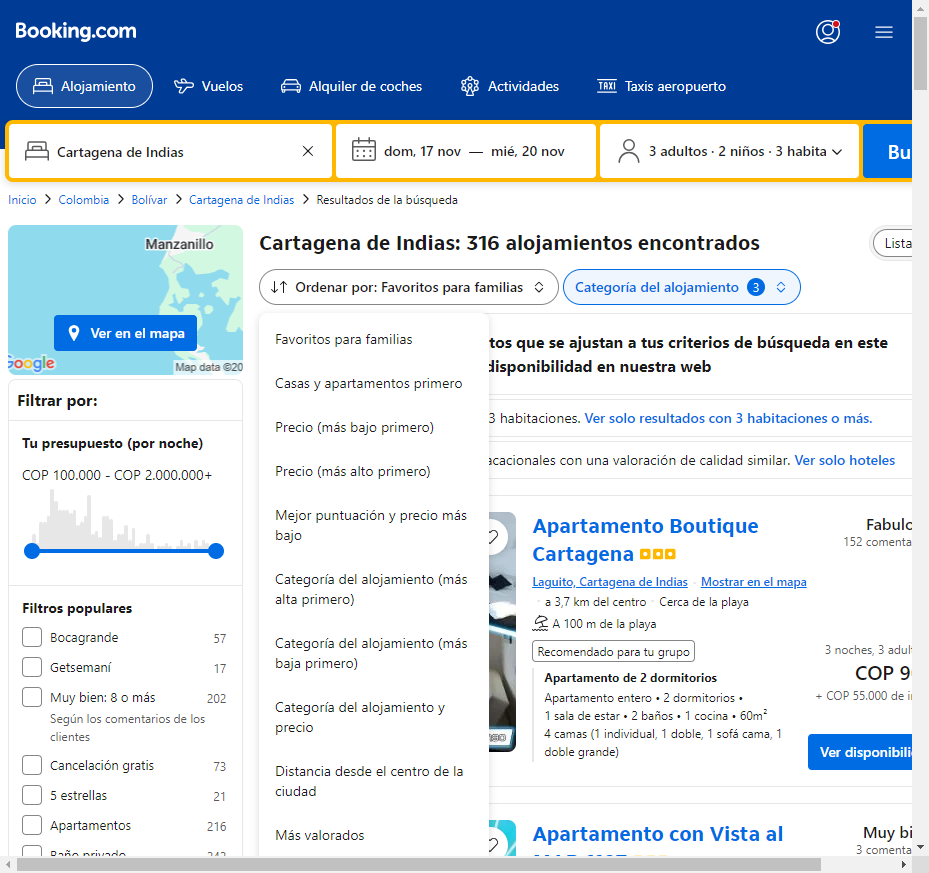 Booking.com
Alojamiento
Vuelos
Alquiler de coches
Actividades
TAXI Taxis aeropuerto
Cartagena de Indias
dom, 17 nov — mié, 20 nov
3 adultos · 2 niños · 3 habita
Bu
Inicio > Colombia > Bolívar > Cartagena de Indias > Resultados de la búsqueda
Manzanillo
Ver en el mapa
Google
Map data ©20
Cartagena de Indias: 316 alojamientos encontrados
Lista
Ordenar por: Favoritos para familias
Categoría del alojamiento 3
Favoritos para familias
Casas y apartamentos primero
Precio (más bajo primero)
Precio (más alto primero)
Mejor puntuación y precio más
bajo
Categoría del alojamiento (más
alta primero)
Categoría del alojamiento (más
baja primero)
Categoría del alojamiento y
precio
Distancia desde el centro de la
ciudad
Más valorados
Filtrar por:
Tu presupuesto (por noche)
COP 100.000 - COP 2.000.000+
Filtros populares
Bocagrande 57
Getsemaní 17
Muy bien: 8 o más 202
Según los comentarios de los
clientes
Cancelación gratis 73
5 estrellas 21
Apartamentos 216
Baño privado 242
tos que se ajustan a tus criterios de búsqueda en este
disponibilidad en nuestra web
3 habitaciones. Ver solo resultados con 3 habitaciones o más.
acacionales con una valoración de calidad similar. Ver solo hoteles
Apartamento Boutique
Cartagena
Fabulo
152 comenta
Laguito, Cartagena de Indias · Mostrar en el mapa
· a 3,7 km del centro · Cerca de la playa
A 100 m de la playa
Recomendado para tu grupo
Apartamento de 2 dormitorios
Apartamento entero • 2 dormitorios •
1 sala de estar • 2 baños • 1 cocina • 60m²
4 camas (1 individual, 1 doble, 1 sofá cama, 1
doble grande)
3 noches, 3 adult
COP 9
+ COP 55.000 de i
Ver disponibili
Apartamento con Vista al
Muy bi
3 comenta